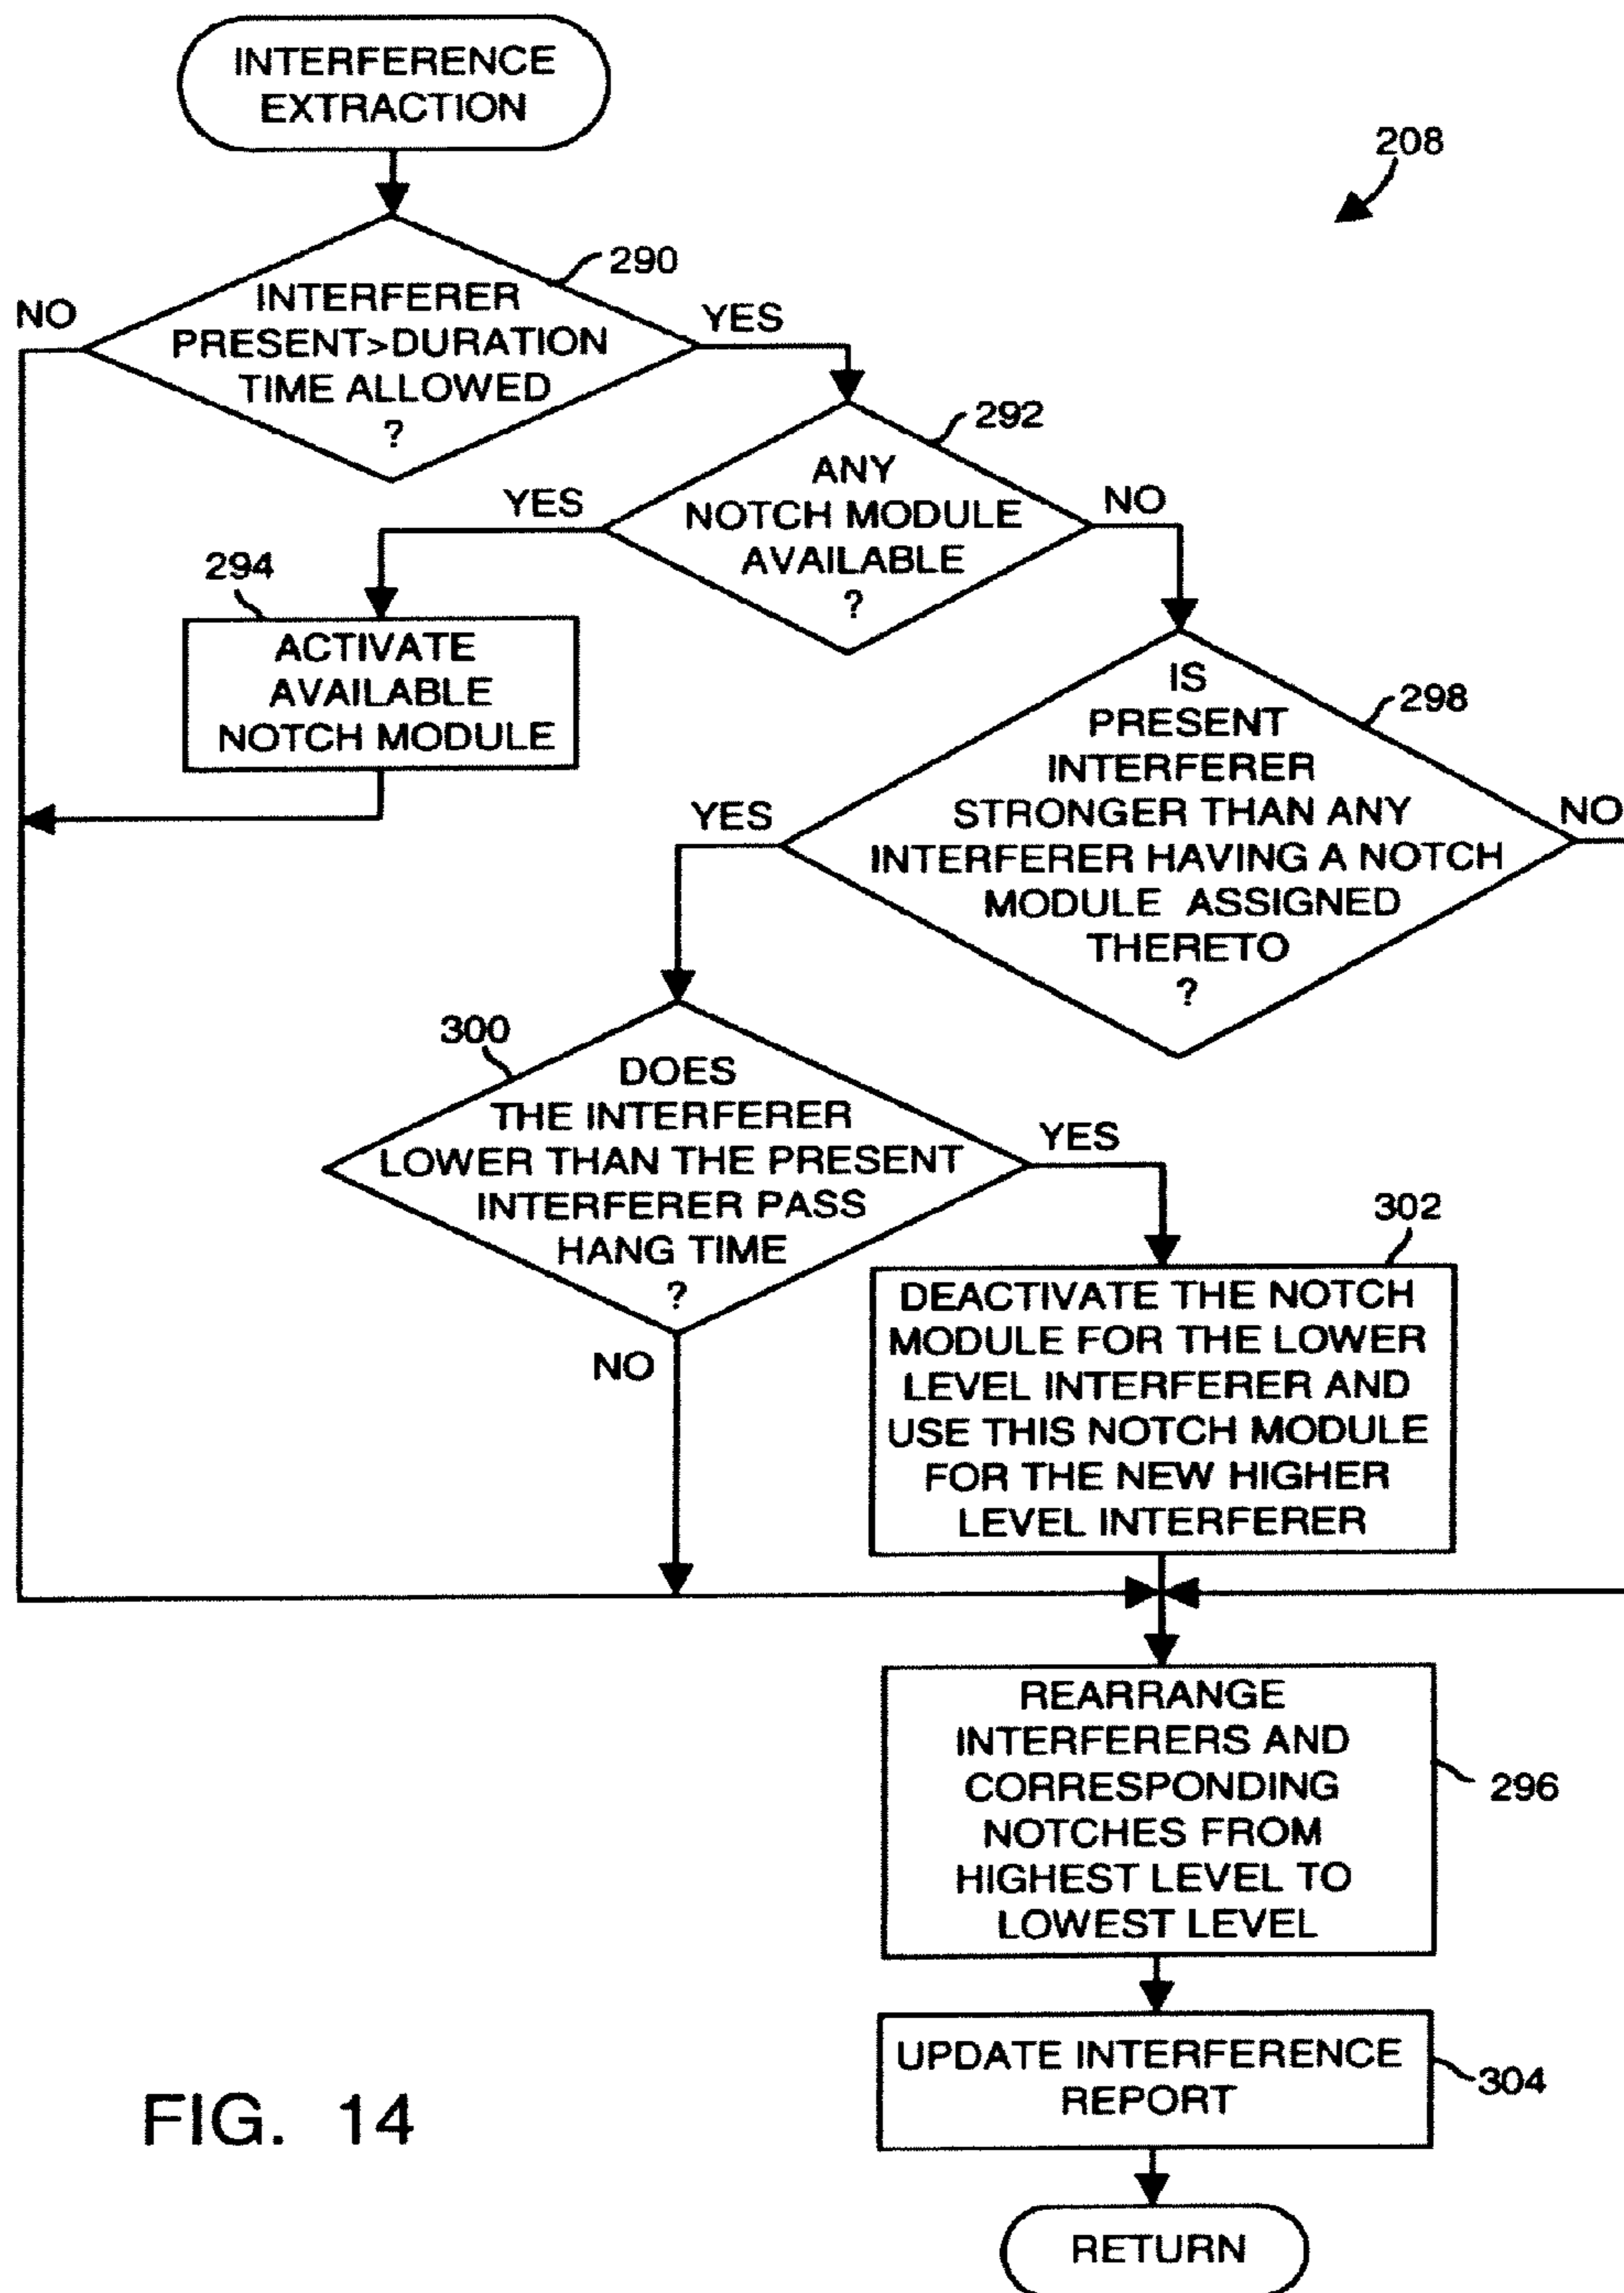 INTERFERENCE
EXTRACTION
208
290
NO
INTERFERER
PRESENT>DURATION
TIME ALLOWED
?
YES
292
ANY
NOTCH MODULE
AVAILABLE
?
YES
NO
294
ACTIVATE
AVAILABLE
NOTCH MODULE
298
IS
PRESENT
INTERFERER
STRONGER THAN ANY
INTERFERER HAVING A NOTCH
MODULE ASSIGNED
THERETO
?
YES
NO
300
DOES
THE INTERFERER
LOWER THAN THE PRESENT
INTERFERER PASS
HANG TIME
?
YES
NO
302
DEACTIVATE THE NOTCH
MODULE FOR THE LOWER
LEVEL INTERFERER AND
USE THIS NOTCH MODULE
FOR THE NEW HIGHER
LEVEL INTERFERER
REARRANGE
INTERFERERS AND
CORRESPONDING
NOTCHES FROM
HIGHEST LEVEL TO
LOWEST LEVEL
296
UPDATE INTERFERENCE
REPORT
304
RETURN
FIG. 14